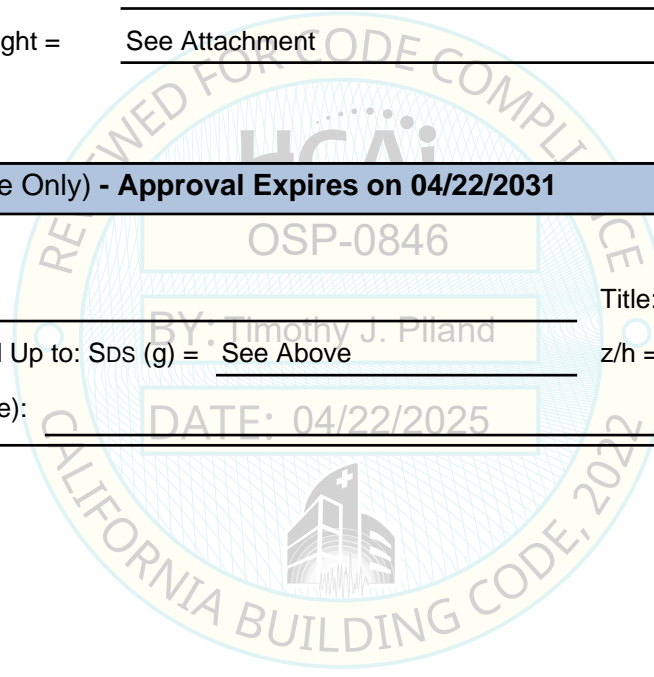 ght = See Attachment
REVIEWED FOR CODE COMPLIANCE
HCAi
e Only) - Approval Expires on 04/22/2031
OSP-0846
Title:
BY: Timothy J. Piland
Up to: SDS (g) = See Above z/h =
e):
DATE: 04/22/2025
CALIFORNIA BUILDING CODE, 2022